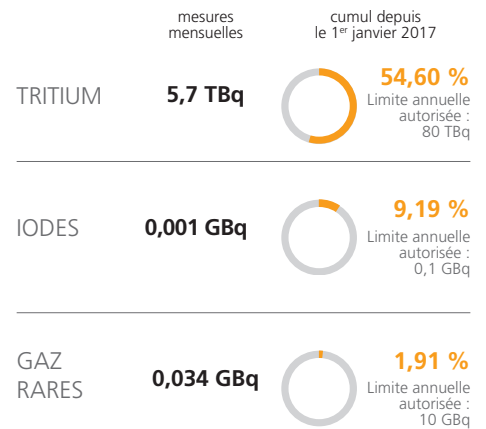 mesures
mensuelles
cumul depuis
le 1er janvier 2017
TRITIUM
5,7 TBq
54,60 %
Limite annuelle
autorisée :
80 TBq
IODES
0,001 GBq
9,19 %
Limite annuelle
autorisée :
0,1 GBq
GAZ
RARES
0,034 GBq
1,91 %
Limite annuelle
autorisée :
10 GBq